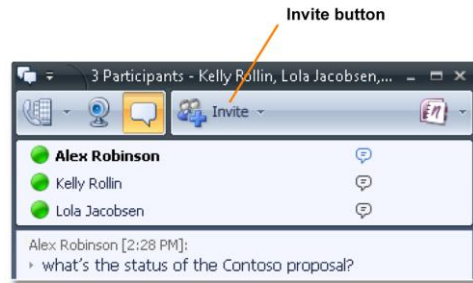 Invite button
3 Participants - Kelly Rollin, Lola Jacobsen,...
Invite
Alex Robinson
Kelly Rollin
Lola Jacobsen
Alex Robinson [2:28 PM]:
what's the status of the Contoso proposal?